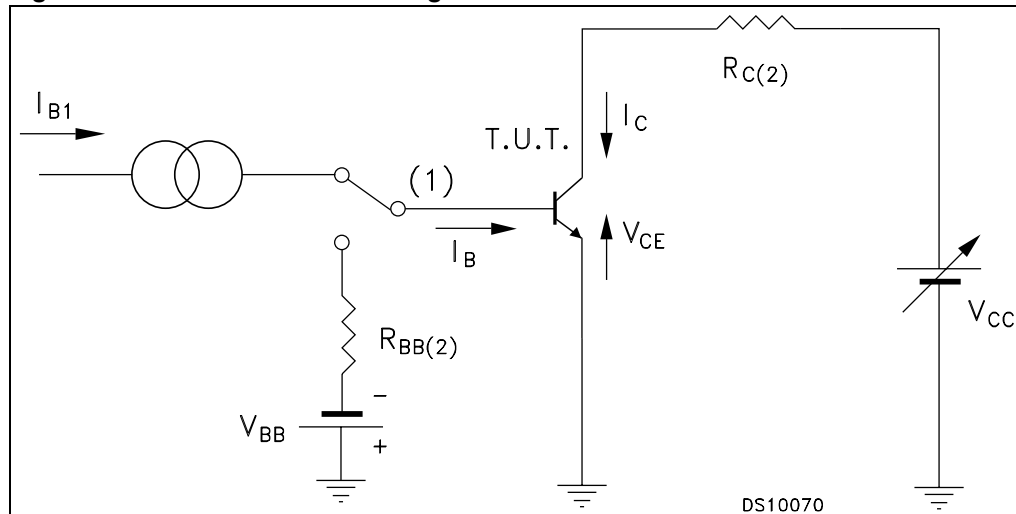 I_B1
R_C(2)
I_C
T.U.T.
(1)
V_CE
I_B
R_BB(2)
V_CC
-
V_BB
+
DS10070